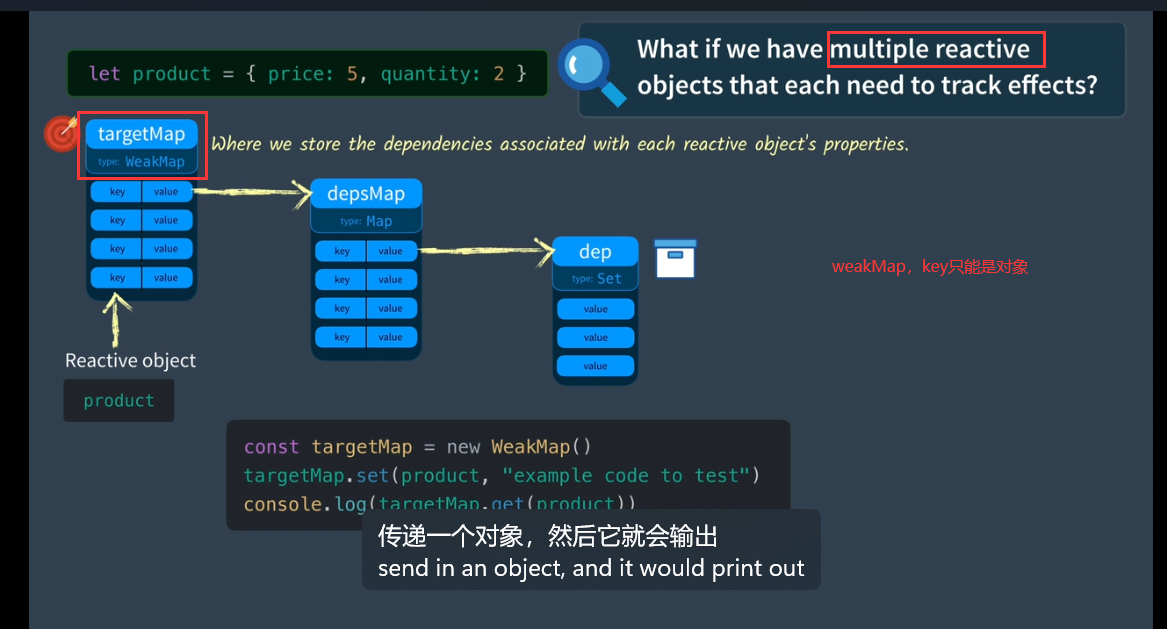 let product = { price: 5, quantity: 2 }
What if we have multiple reactive
objects that each need to track effects?
targetMap
type: WeakMap
Where we store the dependencies associated with each reactive object's properties.
key value
key value
key value
key value
depsMap
type: Map
key value
key value
key value
key value
dep
type: Set
value
value
value
weakMap，key只能是对象
Reactive object
product
const targetMap = new WeakMap()
targetMap.set(product, "example code to test")
console.log(targetMap.get(product))
传递一个对象，然后它就会输出
send in an object, and it would print out